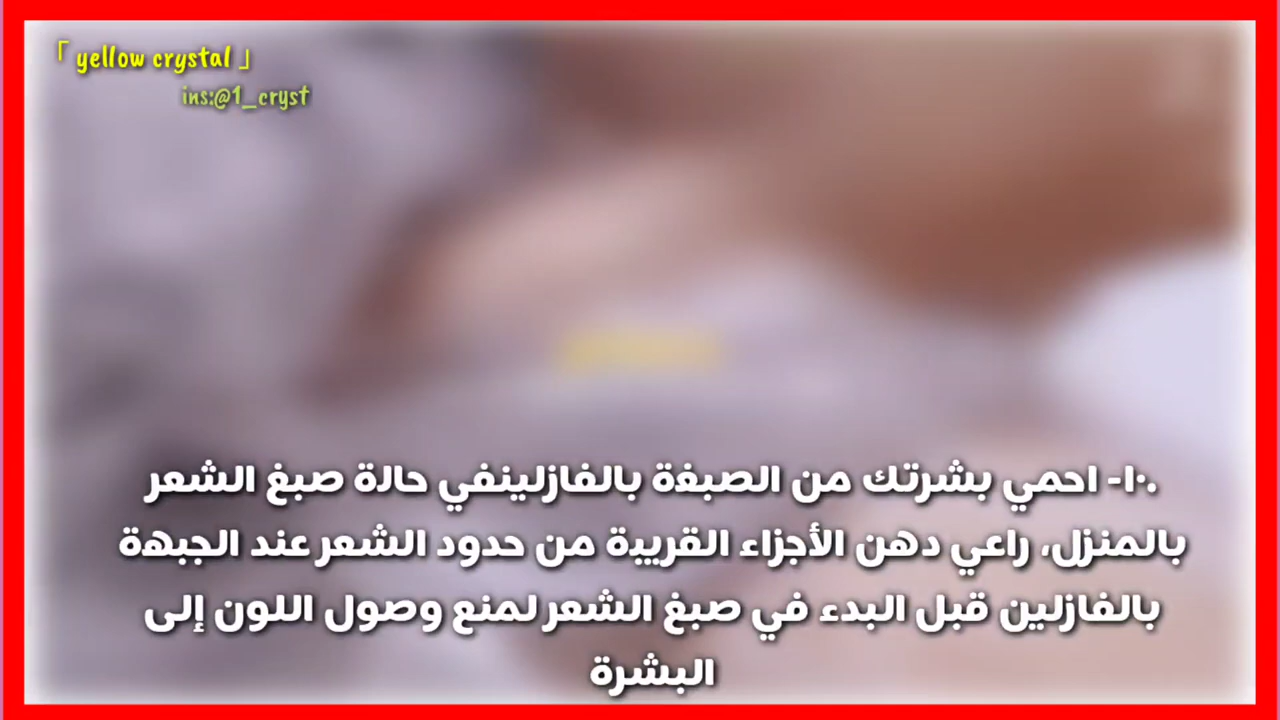 「 yellow crystal 」
ins:@1_cryst
.١٠- احمي بشرتك من الصبغة بالفازلينفي حالة صبغ الشعر
بالمنزل، راعي دهن الأجزاء القريبة من حدود الشعر عند الجبهة
بالفازلين قبل البدء في صبغ الشعر لمنع وصول اللون إلى
البشرة